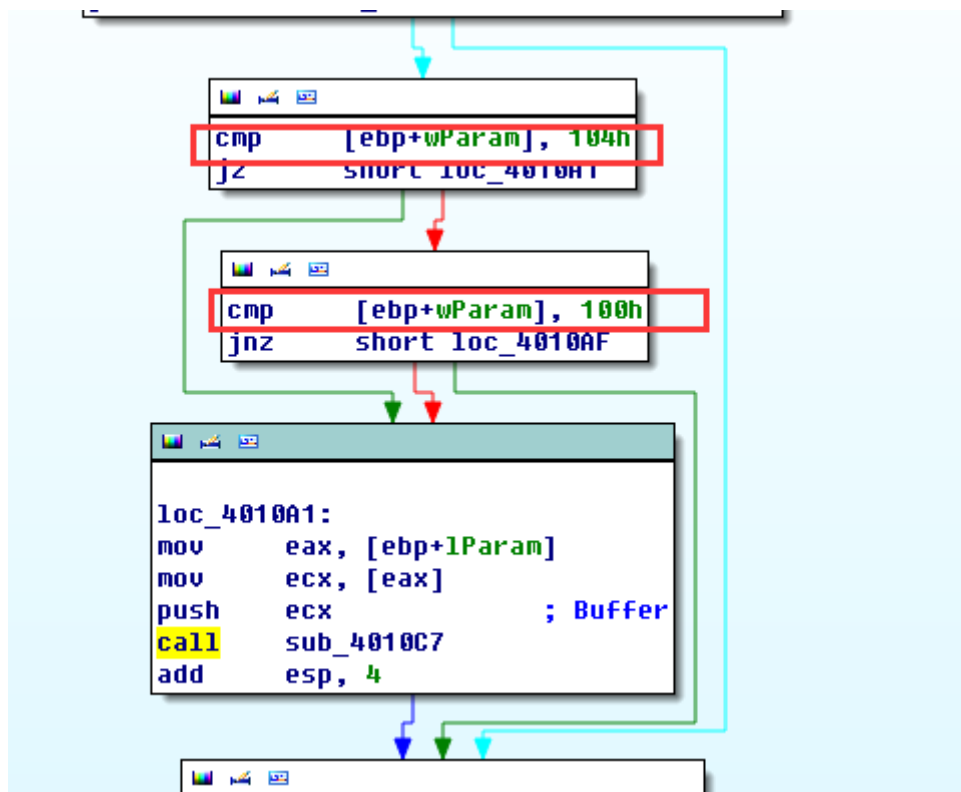 cmp [ebp+wParam], 104h
jz short loc_4010A1
cmp [ebp+wParam], 100h
jnz short loc_4010AF
loc_4010A1:
mov eax, [ebp+lParam]
mov ecx, [eax]
push ecx ; Buffer
call sub_4010C7
add esp, 4